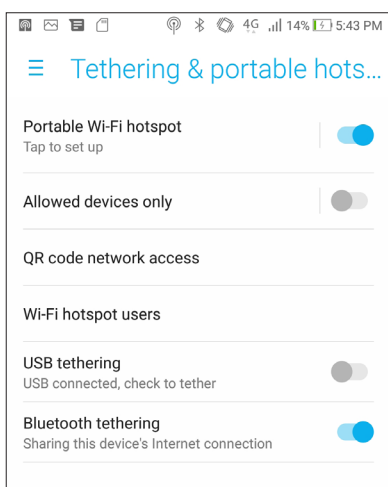 4G 14% 5:43 PM
Tethering & portable hots...
Portable Wi-Fi hotspot
Tap to set up
Allowed devices only
QR code network access
Wi-Fi hotspot users
USB tethering
USB connected, check to tether
Bluetooth tethering
Sharing this device's Internet connection